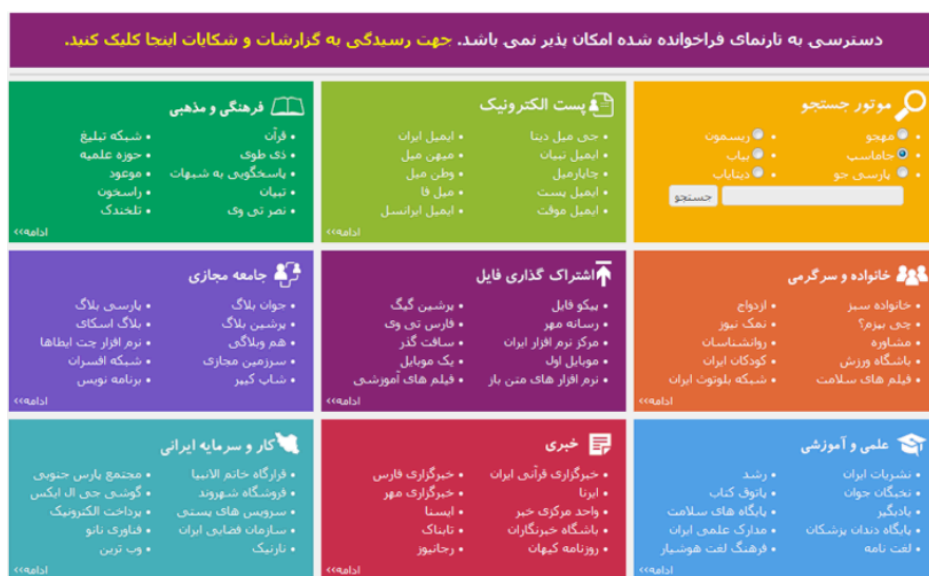 دسترسی به تارنمای فراخوانده شده امکان پذیر نمی باشد. جهت رسیدگی به گزارشات و شکایات اینجا کلیک کنید.
موتور جستجو
مهجو
ریسمون
جاماسپ
بیاب
پارسی جو
دیتایاب
جستجو
پست الکترونیک
جی میل دیتا
ایمیل تبیان
چاپارمیل
ایمیل پست
ایمیل موقت
ایمیل ایران
میهن میل
وطن میل
میل فا
ایمیل ایرانسل
ادامه>>
فرهنگی و مذهبی
قرآن
ذی طوی
پاسخگویی به شبهات
تبیان
نصر تی وی
شبکه تبلیغ
حوزه علمیه
موعود
راسخون
تلخندک
ادامه>>
خانواده و سرگرمی
خانواده سبز
چی بپزم؟
مشاوره
باشگاه ورزش
فیلم های سلامت
ازدواج
نمک نیوز
روانشناسان
کودکان ایران
شبکه بلوتوث ایران
ادامه>>
اشتراک گذاری فایل
پیکو فایل
رسانه مهر
مرکز نرم افزار ایران
موبایل اول
نرم افزار های متن باز
پرشین گیگ
فارس تی وی
سافت گذر
یک موبایل
فیلم های آموزشی
ادامه>>
جامعه مجازی
جوان بلاگ
پرشین بلاگ
هم وبلاگی
سرزمین مجازی
شاپ کبیر
پارسی بلاگ
بلاگ اسکای
نرم افزار چت ایطاها
شبکه افسران
برنامه نویس
ادامه>>
علمی و آموزشی
نشریات ایران
نخبگان جوان
یادبگیر
پایگاه دندان پزشکان
لغت نامه
رشد
پاتوق کتاب
پایگاه های سلامت
مدارک علمی ایران
فرهنگ لغت هوشیار
ادامه>>
خبری
خبرگزاری قرآنی ایران
ایرنا
واحد مرکزی خبر
باشگاه خبرنگاران
روزنامه کیهان
خبرگزاری فارس
خبرگزاری مهر
ایسنا
تابناک
رجانیوز
ادامه>>
کار و سرمایه ایرانی
قرارگاه خاتم الانبیا
فروشگاه شهروند
سرویس های پستی
سازمان فضایی ایران
نارنیک
مجتمع پارس جنوبی
گوشی جی ال ایکس
پرداخت الکترونیک
فناوری نانو
وب ترین
ادامه>>